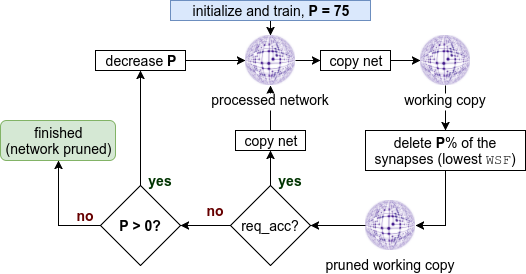 initialize and train, P = 75
decrease P
copy net
processed network
working copy
finished
(network pruned)
copy net
delete P% of the
synapses (lowest WSF)
yes
yes
no
P > 0?
no
req_acc?
pruned working copy